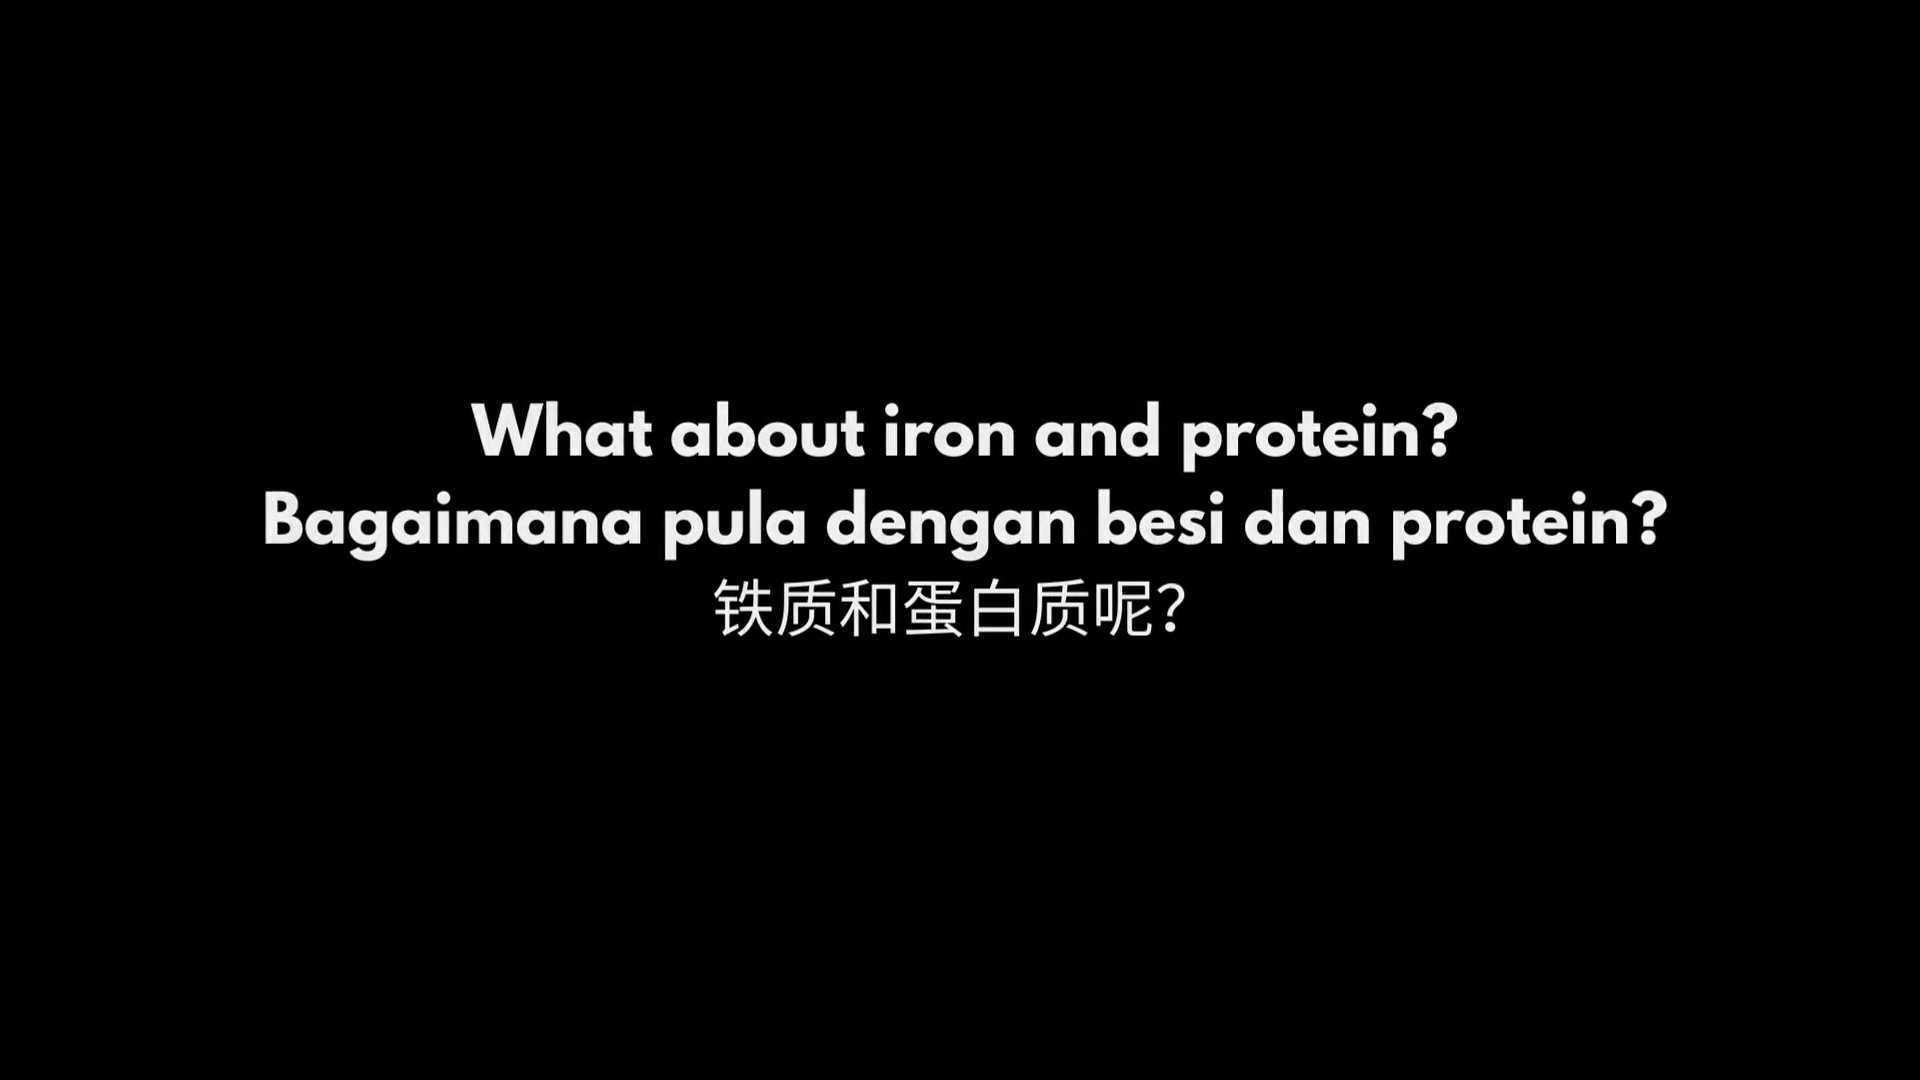 What about iron and protein?
Bagaimana pula dengan besi dan protein?
铁质和蛋白质呢？